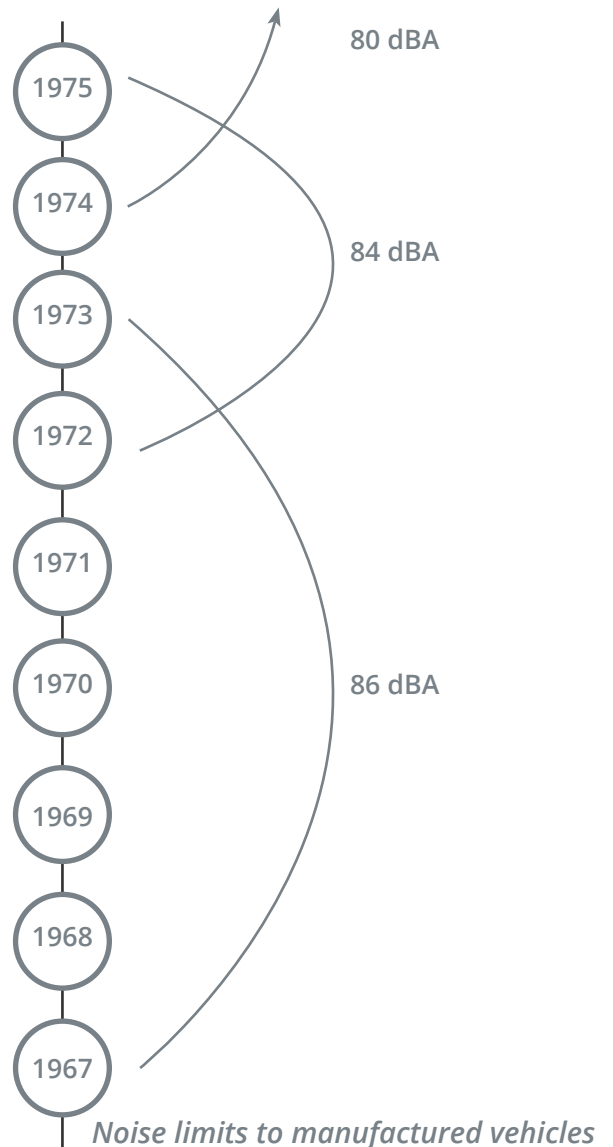 80 dBA
1975
1974
84 dBA
1973
1972
1971
1970
86 dBA
1969
1968
1967
Noise limits to manufactured vehicles